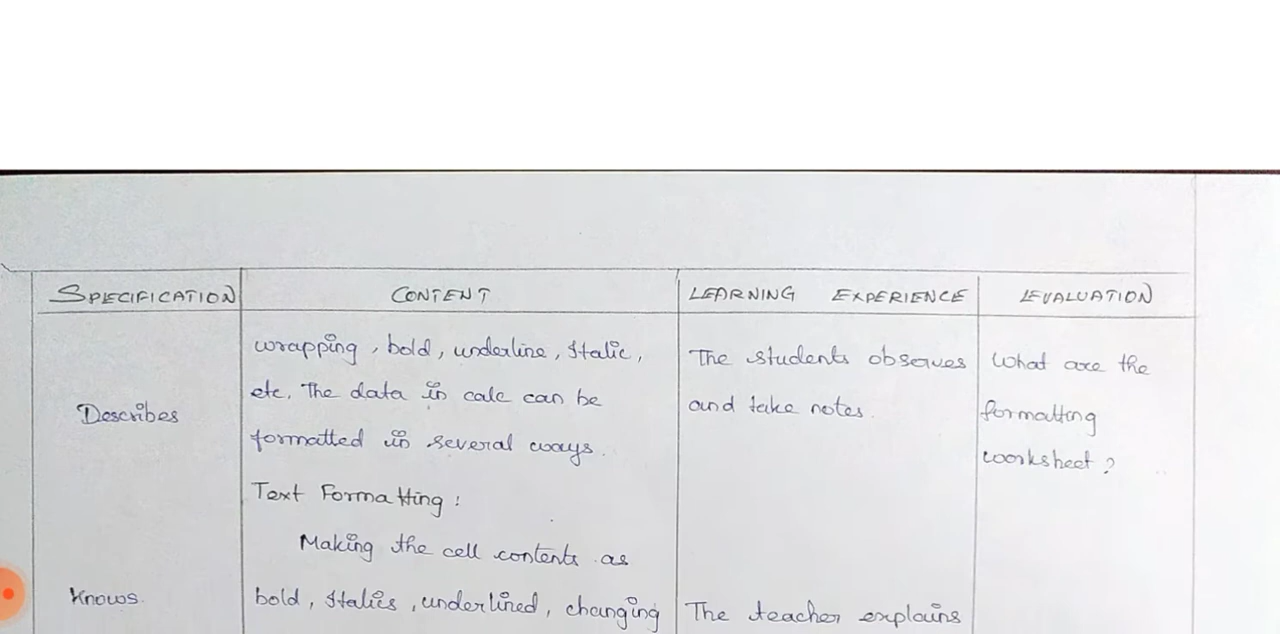 SPECIFICATION CONTENT LEARNING EXPERIENCE EVALUATION
Describes
wrapping, bold, underline, Italic,
etc. The data in calc can be
formatted in several ways.
Text Formatting:
Making the cell contents as
The students observes
and take notes.
What are the
formatting
worksheet?
Knows.
bold, Italics, underlined, changing
The teacher explains